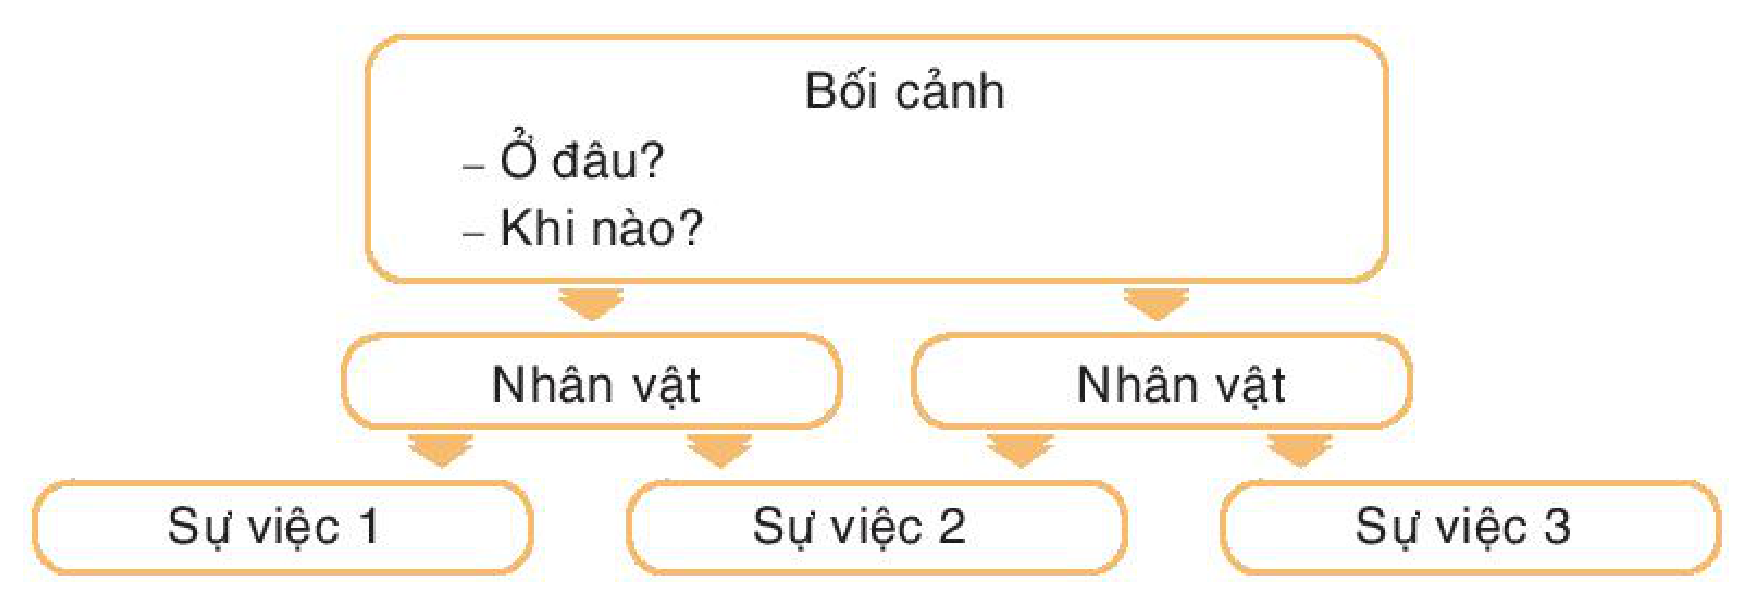 Bối cảnh
– Ở đâu?
– Khi nào?
Nhân vật
Nhân vật
Sự việc 1
Sự việc 2
Sự việc 3